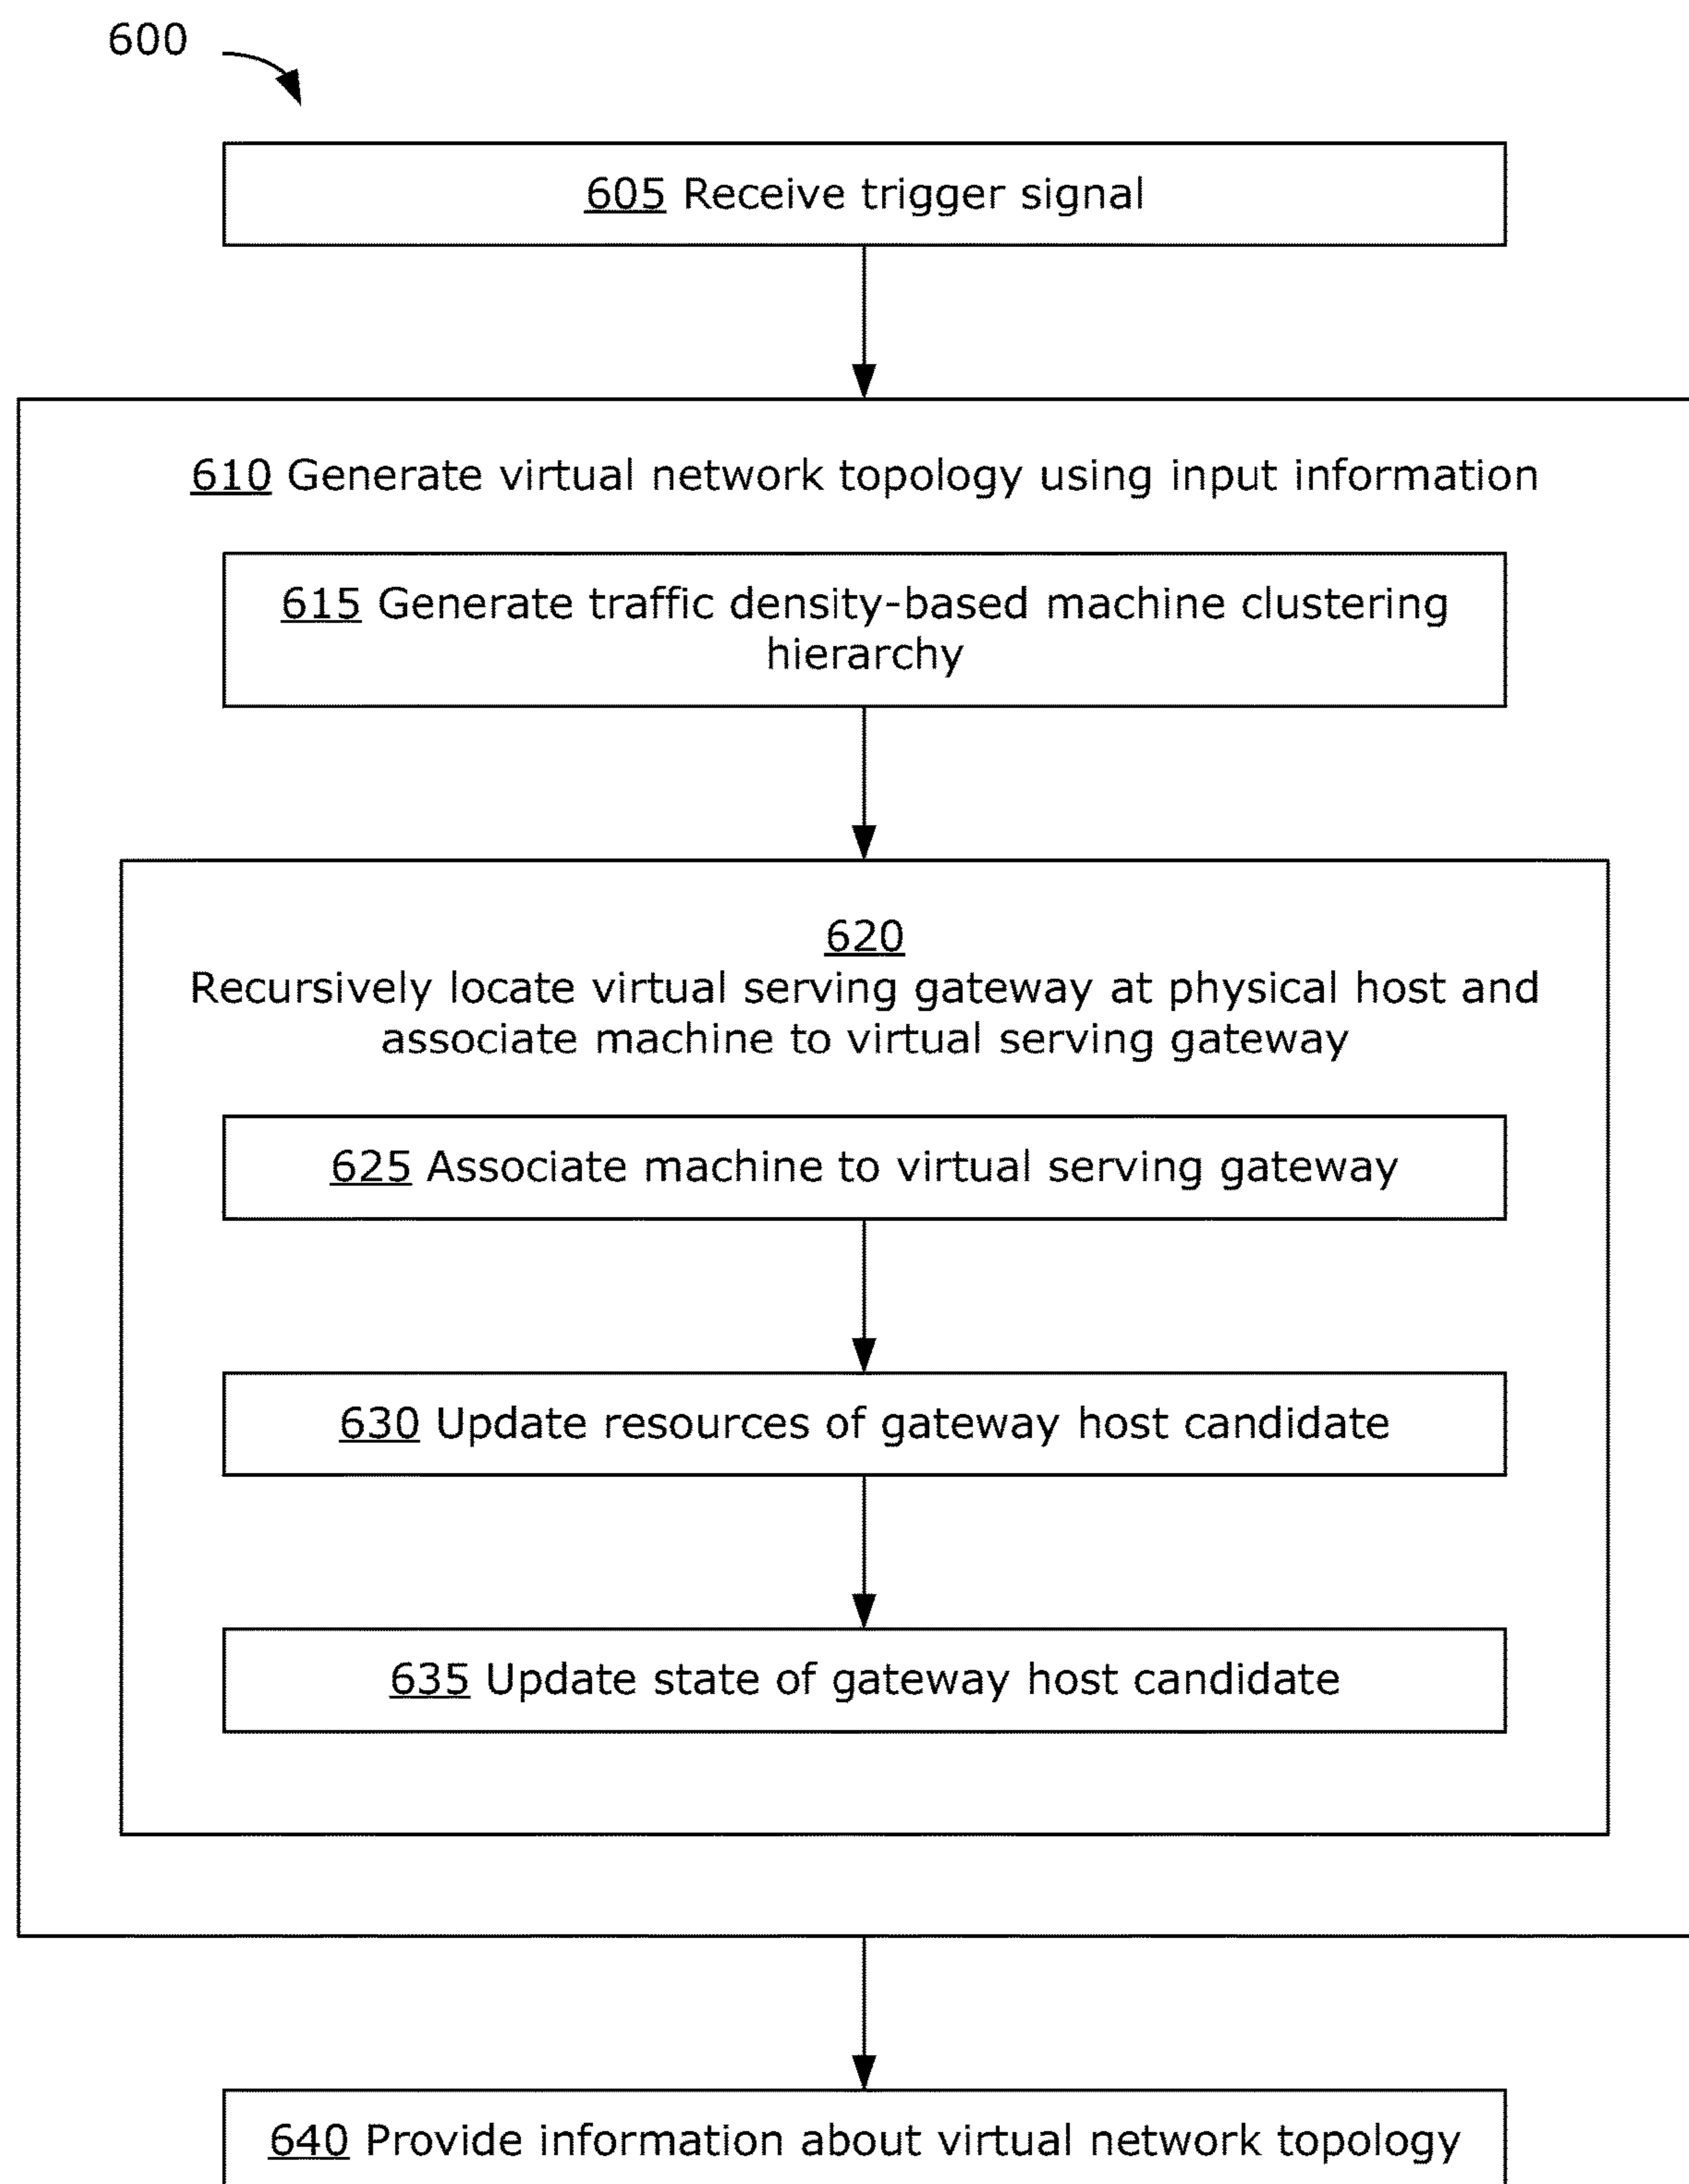 600
605 Receive trigger signal
610 Generate virtual network topology using input information
615 Generate traffic density-based machine clustering
hierarchy
620
Recursively locate virtual serving gateway at physical host and
associate machine to virtual serving gateway
625 Associate machine to virtual serving gateway
630 Update resources of gateway host candidate
635 Update state of gateway host candidate
640 Provide information about virtual network topology